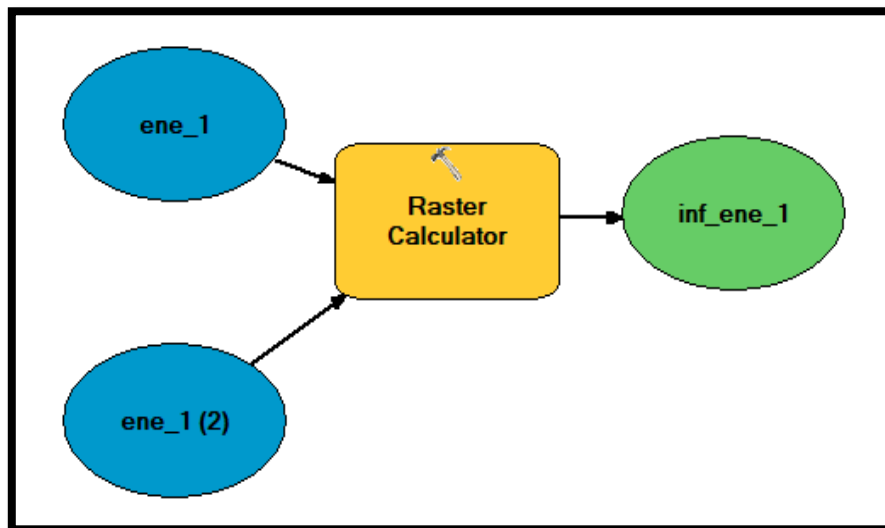 ene_1
Raster
Calculator
inf_ene_1
ene_1 (2)